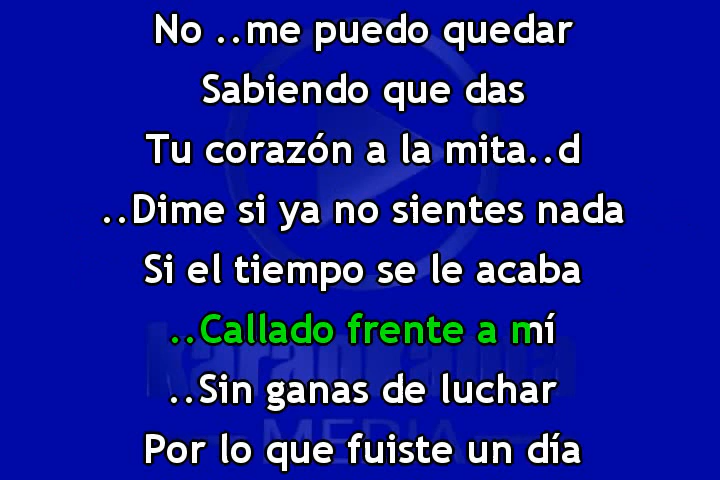 No ..me puedo quedar
Sabiendo que das
Tu corazón a la mita..d
..Dime si ya no sientes nada
Si el tiempo se le acaba
..Callado frente a mí
..Sin ganas de luchar
Por lo que fuiste un día
MEDIA